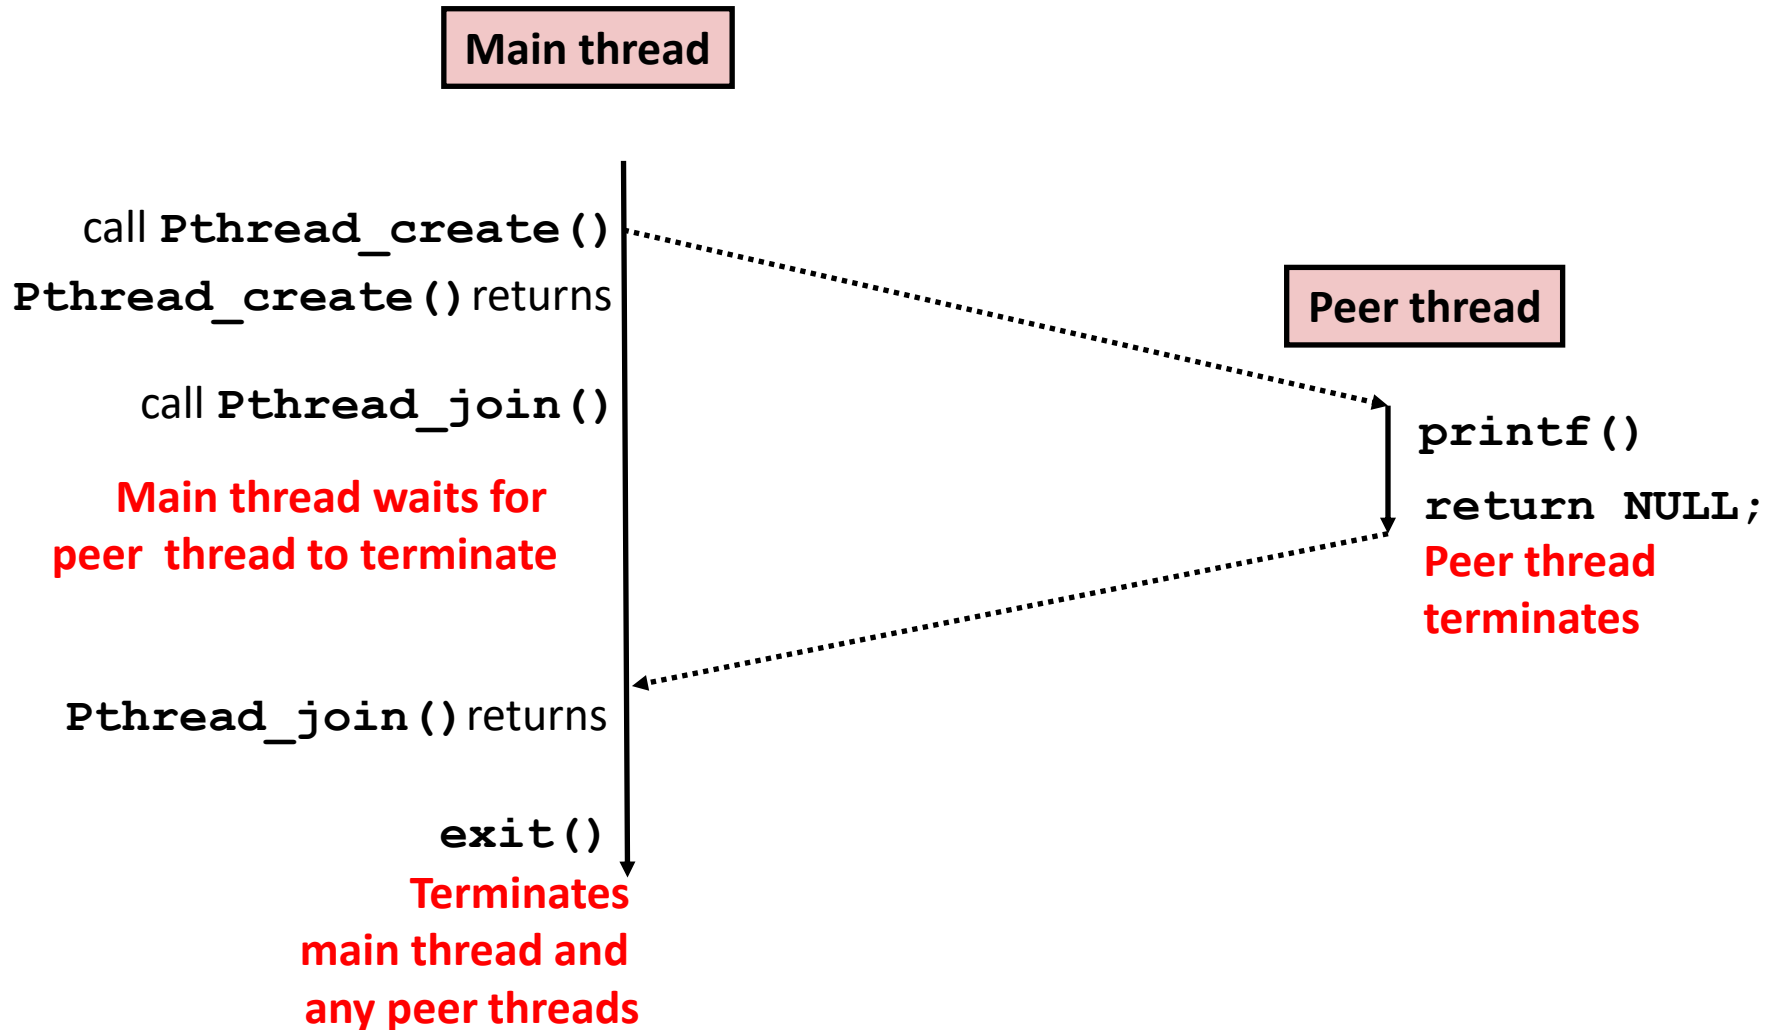 Main thread
call Pthread_create()
Pthread_create() returns
Peer thread
call Pthread_join()
printf()
Main thread waits for
peer thread to terminate
return NULL;
Peer thread
terminates
Pthread_join() returns
exit()
Terminates
main thread and
any peer threads